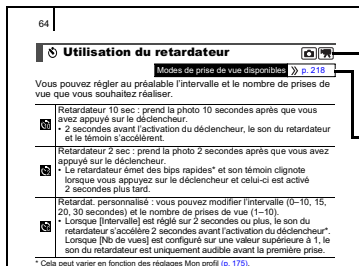 64
Utilisation du retardateur
Modes de prise de vue disponibles p. 218
Vous pouvez régler au préalable l'intervalle et le nombre de prises de
vue que vous souhaitez réaliser.
Retardateur 10 sec : prend la photo 10 secondes après que vous
avez appuyé sur le déclencheur.
• 2 secondes avant l'activation du déclencheur, le son du retardateur
et le témoin s'accélèrent.
Retardateur 2 sec : prend la photo 2 secondes après que vous avez
appuyé sur le déclencheur.
• Le retardateur émet des bips rapides* et son témoin clignote
lorsque vous appuyez sur le déclencheur et celui-ci est activé
2 secondes plus tard.
Retardat. personnalisé : vous pouvez modifier l'intervalle (0–10, 15,
20, 30 secondes) et le nombre de prises de vue (1–10).
• Lorsque [Intervalle] est réglé sur 2 secondes ou plus, le son du
retardateur s'accélère 2 secondes avant l'activation du déclencheur*.
Lorsque [Nb de vues] est configuré sur une valeur supérieure à 1, le
son du retardateur est uniquement audible avant la première prise.
* Cela peut varier en fonction des réglages Mon profil (p. 175).